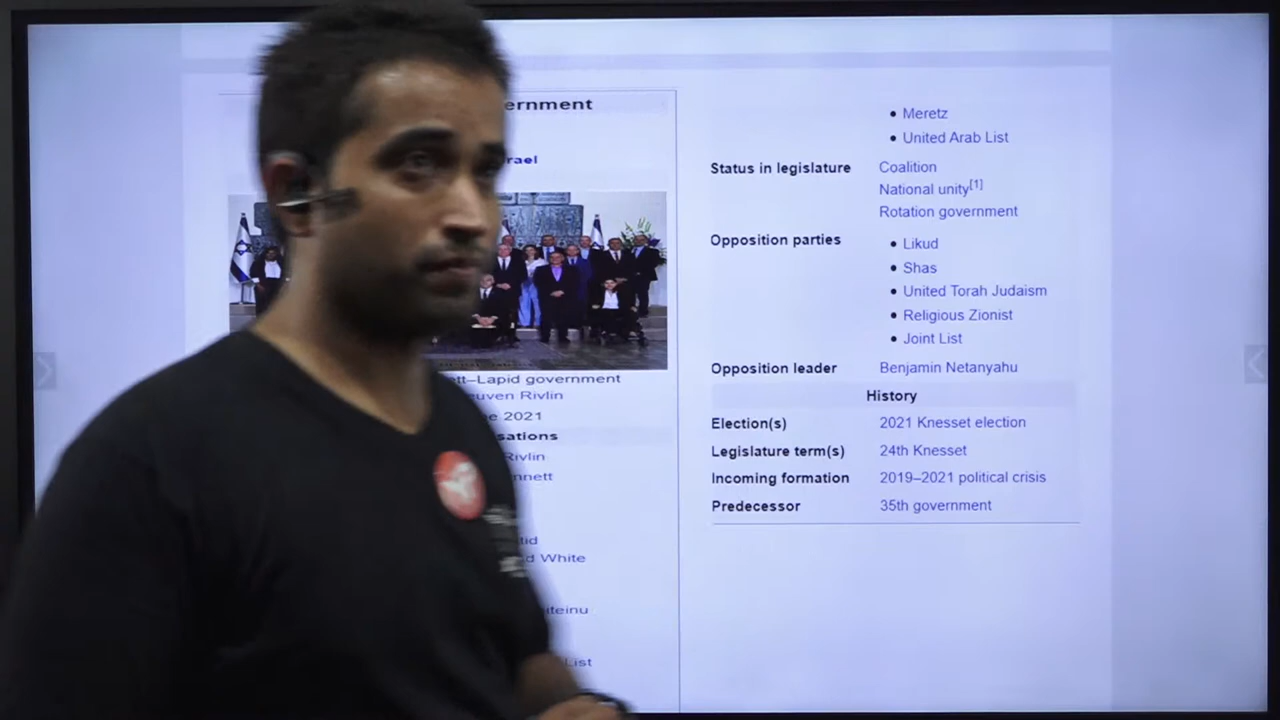 ernment
rael
ett–Lapid government
euven Rivlin
e 2021
sations
Rivlin
nnett
tid
d White
iteinu
List
Meretz
United Arab List
Status in legislature
Coalition
National unity[1]
Rotation government
Opposition parties
Likud
Shas
United Torah Judaism
Religious Zionist
Joint List
Opposition leader
Benjamin Netanyahu
History
Election(s)
2021 Knesset election
Legislature term(s)
24th Knesset
Incoming formation
2019–2021 political crisis
Predecessor
35th government